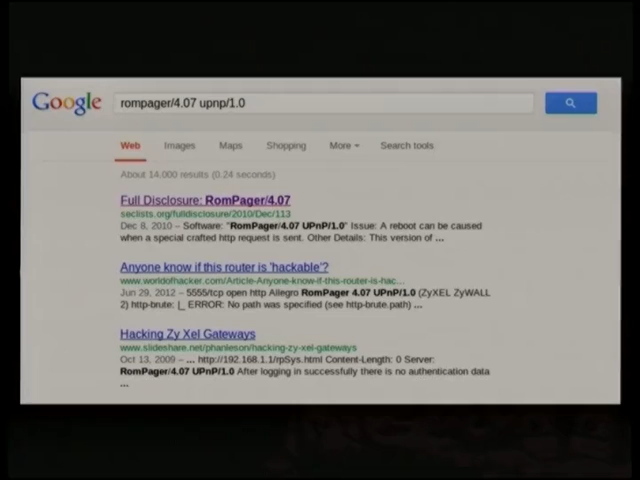 Google
rompager/4.07 upnp/1.0
Web Images Maps Shopping More Search tools
About 14,000 results (0.24 seconds)
Full Disclosure: RomPager/4.07
seclists.org/fulldisclosure/2010/Dec/113
Dec 8, 2010 – Software: "RomPager/4.07 UPnP/1.0" Issue: A reboot can be caused
when a special crafted http request is sent. Other Details: This version of ...
Anyone know if this router is 'hackable'?
www.worldofhacker.com/Article-Anyone-know-if-this-router-is-hac...
Jun 29, 2012 – 5555/tcp open http Allegro RomPager 4.07 UPnP/1.0 (ZyXEL ZyWALL
2) http-brute: |_ ERROR: No path was specified (see http-brute.path) ...
Hacking Zy Xel Gateways
www.slideshare.net/phanleson/hacking-zy-xel-gateways
Oct 13, 2009 – ... http://192.168.1.1/rpSys.html Content-Length: 0 Server:
RomPager/4.07 UPnP/1.0 After logging in successfully there is no authentication data
...